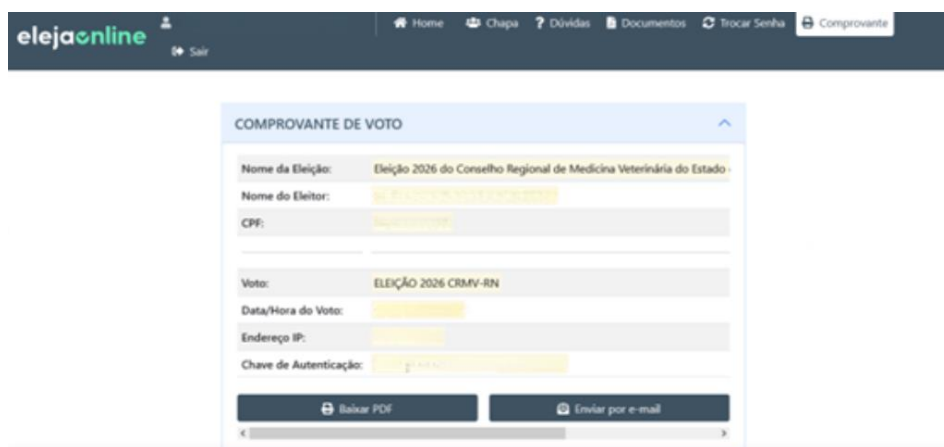 elejaonline
Home Chapa ? Dúvidas Documentos Trocar Senha Comprovante
Sair
COMPROVANTE DE VOTO
Nome da Eleição: Eleição 2026 do Conselho Regional de Medicina Veterinária do Estado
Nome do Eleitor:
CPF:
Voto: ELEIÇÃO 2026 CRMV-RN
Data/Hora do Voto:
Endereço IP:
Chave de Autenticação:
Baixar PDF Enviar por e-mail